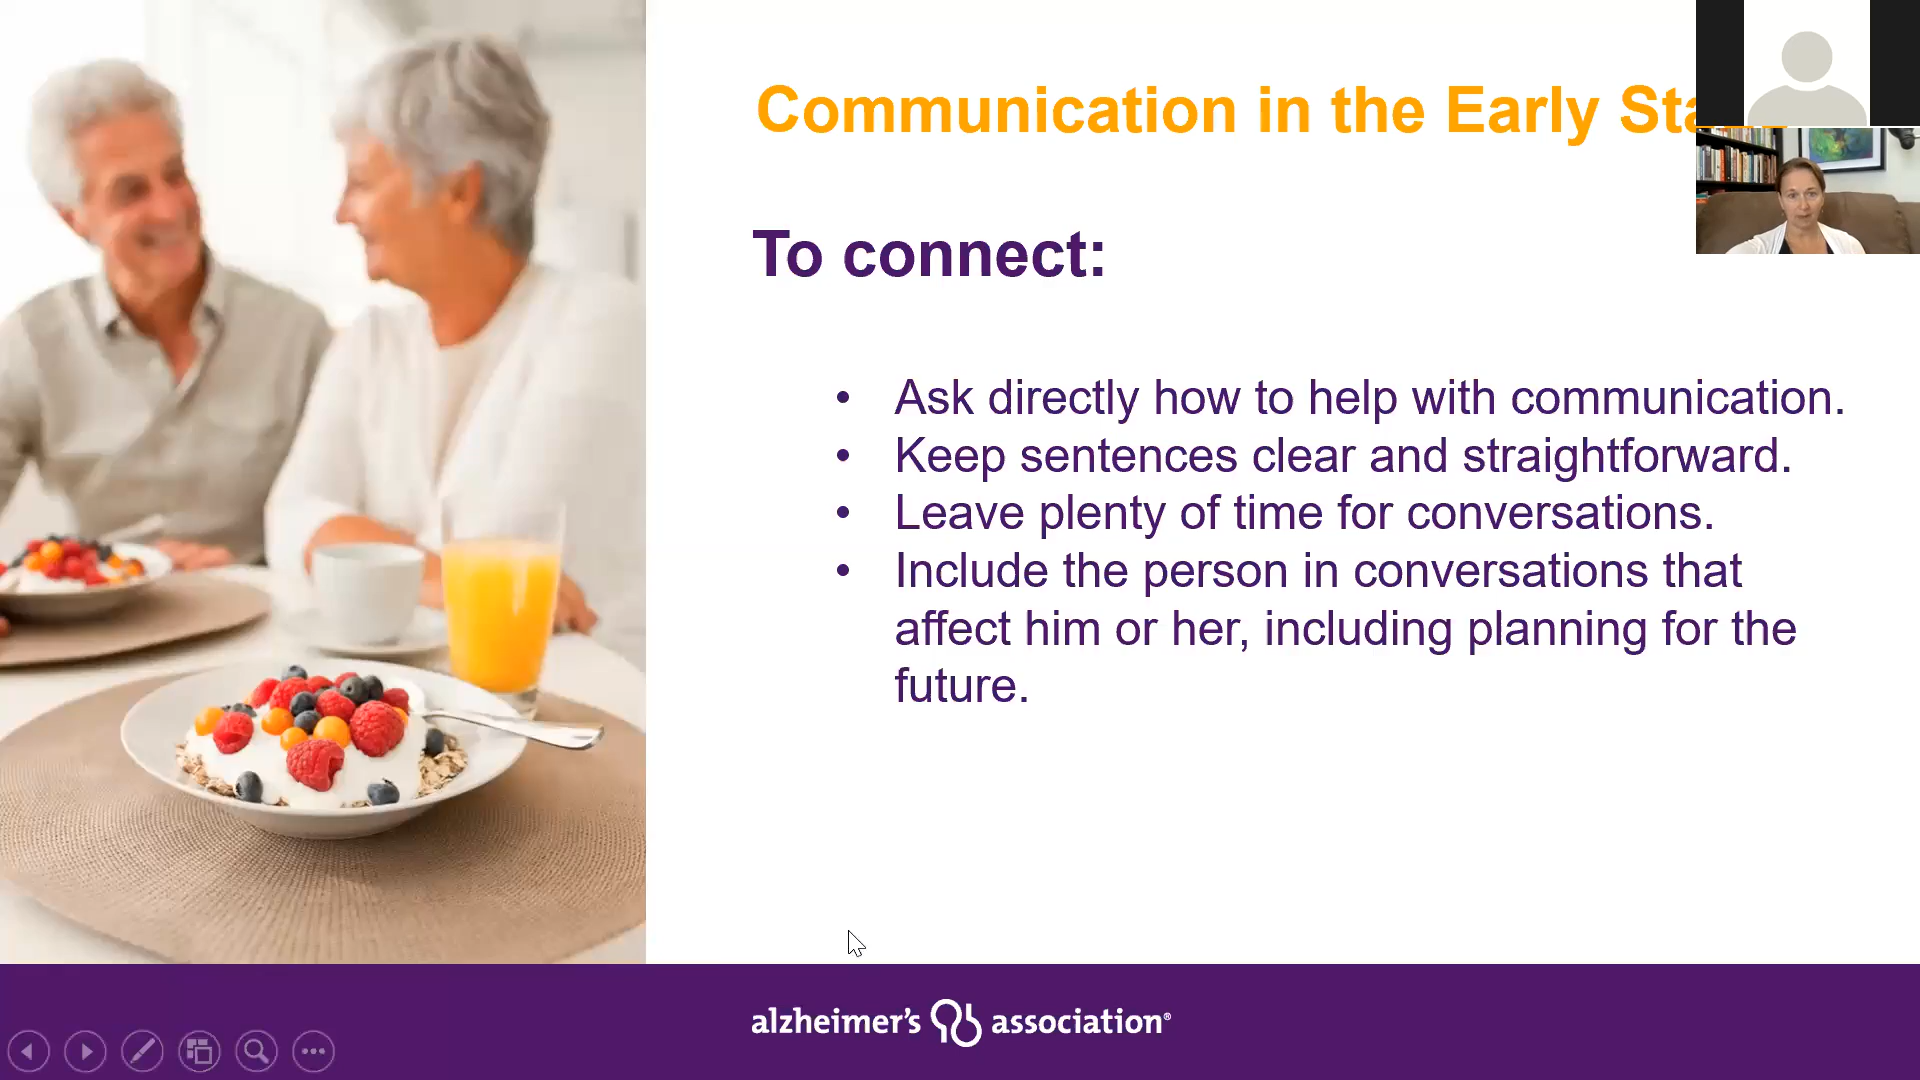 Communication in the Early
To connect:
• Ask directly how to help with communication.
• Keep sentences clear and straightforward.
• Leave plenty of time for conversations.
• Include the person in conversations that
affect him or her, including planning for the
future.
alzheimer's association®